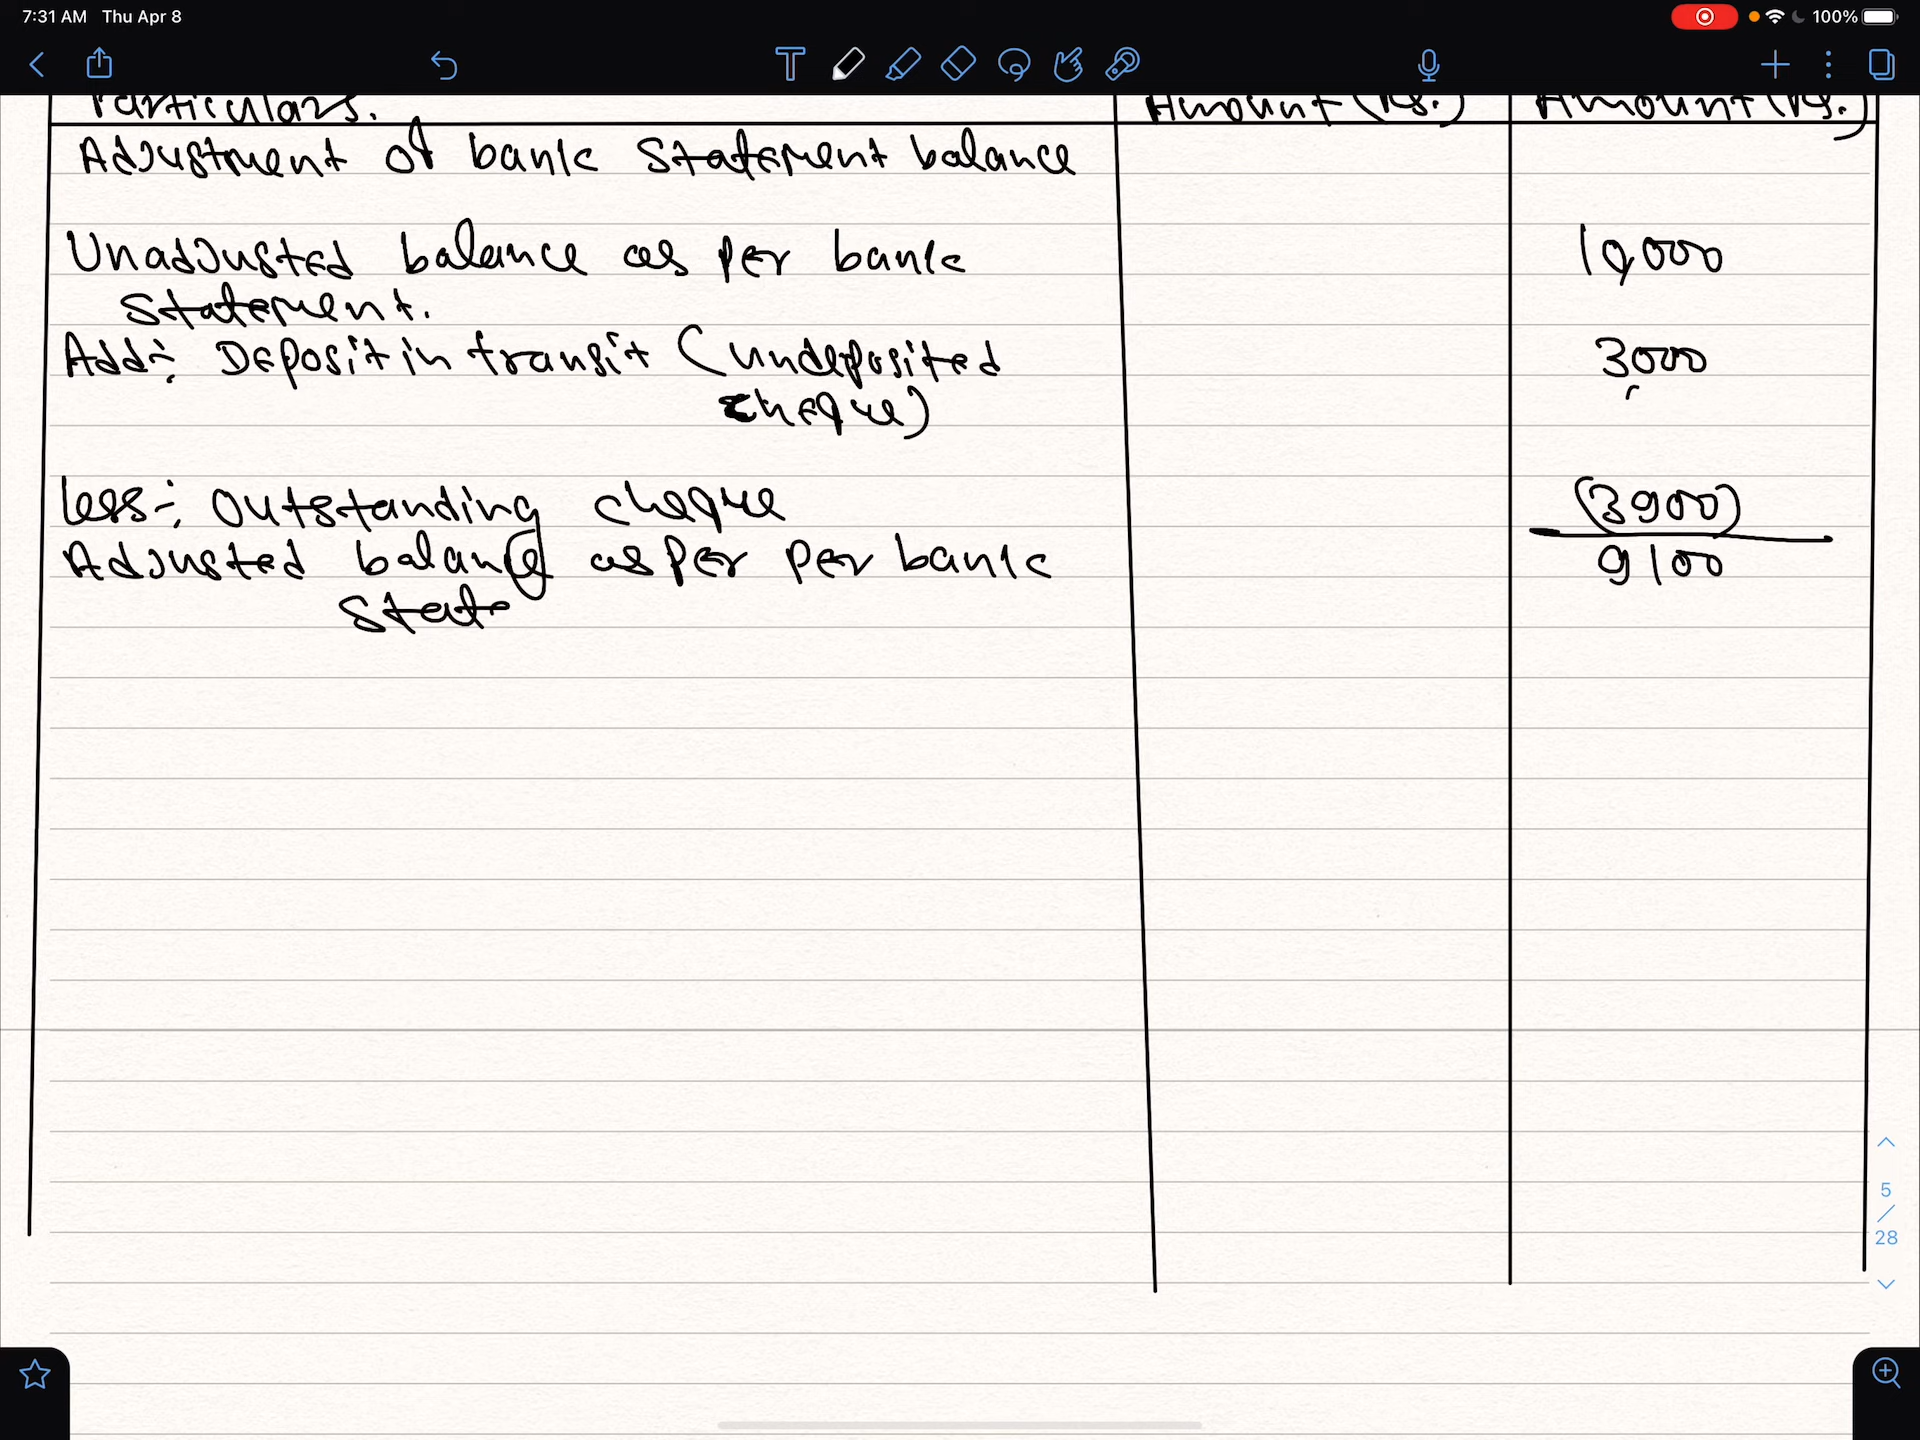 7:31 AM Thu Apr 8
100%
Particulars. Amount (Rs.) Amount (Rs.)
Adjustment of bank statement balance
Unadjusted balance as per bank 10,000
statement.
Add:- Deposit in transit (undeposited 3,000
cheque)
less:- Outstanding cheque (3900)
Adjusted balance as per per bank 9100
state
5
/
28